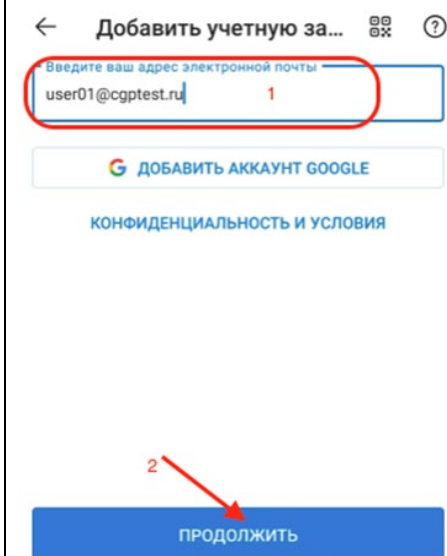 Добавить учетную за...
Введите ваш адрес электронной почты
user01@cgptest.ru 1
ДОБАВИТЬ АККАУНТ GOOGLE
КОНФИДЕНЦИАЛЬНОСТЬ И УСЛОВИЯ
2
ПРОДОЛЖИТЬ